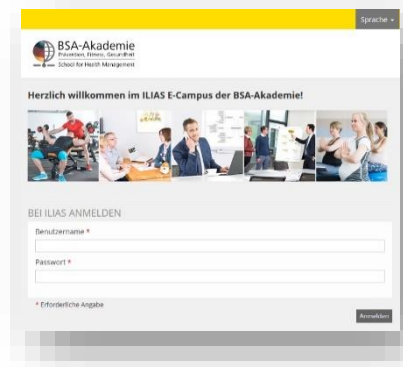 Sprache
BSA-Akademie
Prävention, Fitness, Gesundheit
School for Health Management
Herzlich willkommen im ILIAS E-Campus der BSA-Akademie!
BEI ILIAS ANMELDEN
Benutzername *
Passwort *
* Erforderliche Angabe
Anmelden